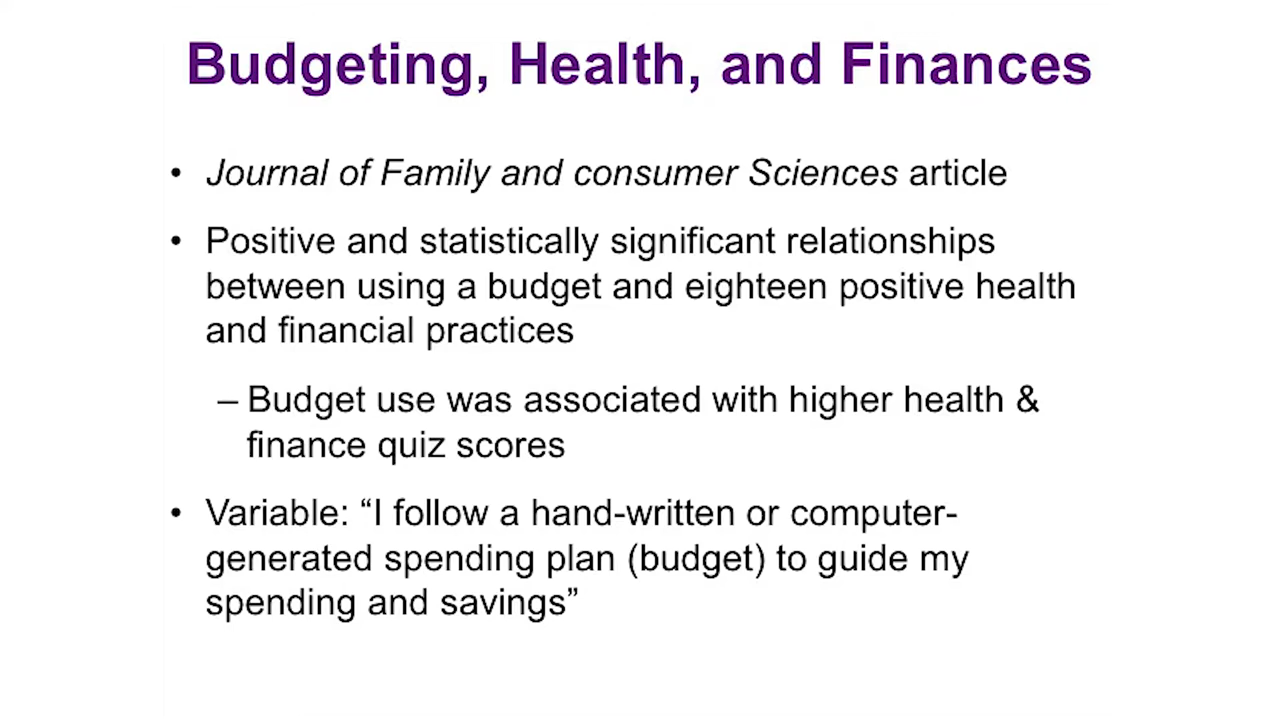 Budgeting, Health, and Finances
• Journal of Family and consumer Sciences article
• Positive and statistically significant relationships
between using a budget and eighteen positive health
and financial practices
– Budget use was associated with higher health &
finance quiz scores
• Variable: “I follow a hand-written or computer-
generated spending plan (budget) to guide my
spending and savings”